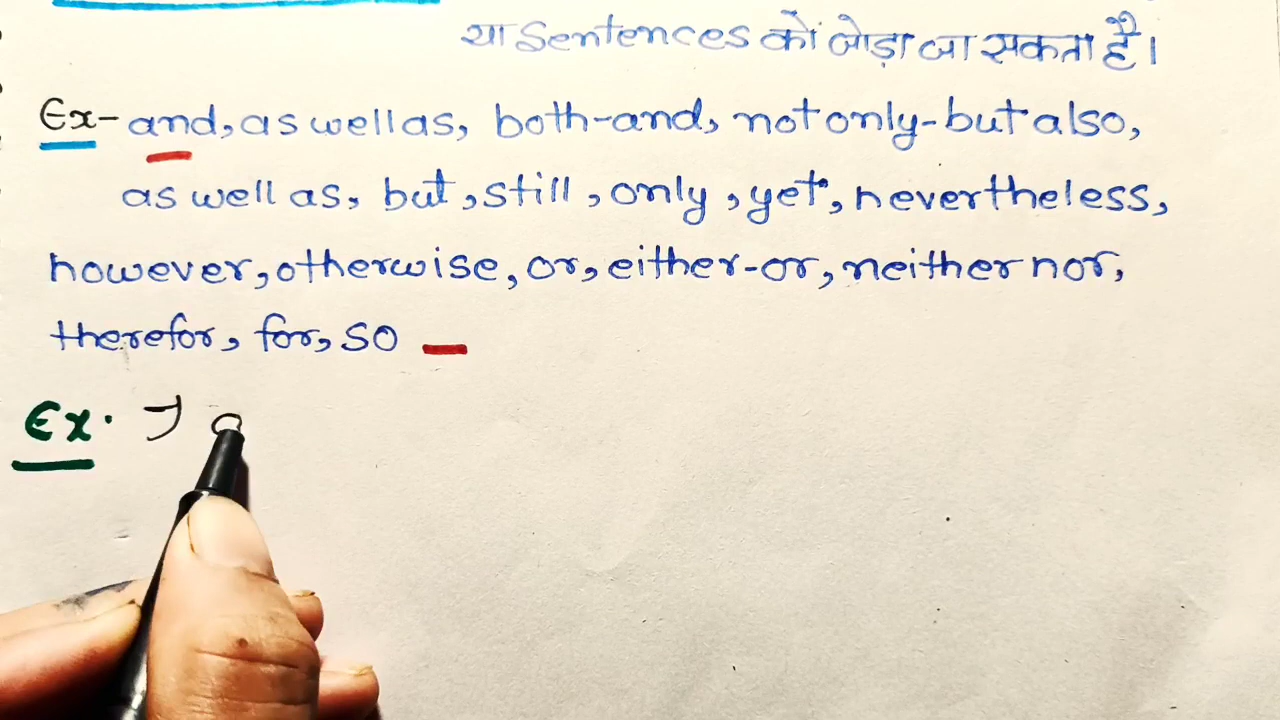 या Sentences को जोड़ा जा सकता है।
Ex- and, as well as, both-and, not only-but also,
as well as, but, still, only, yet, nevertheless,
however, otherwise, or, either-or, neither nor,
therefor, for, so
Ex.